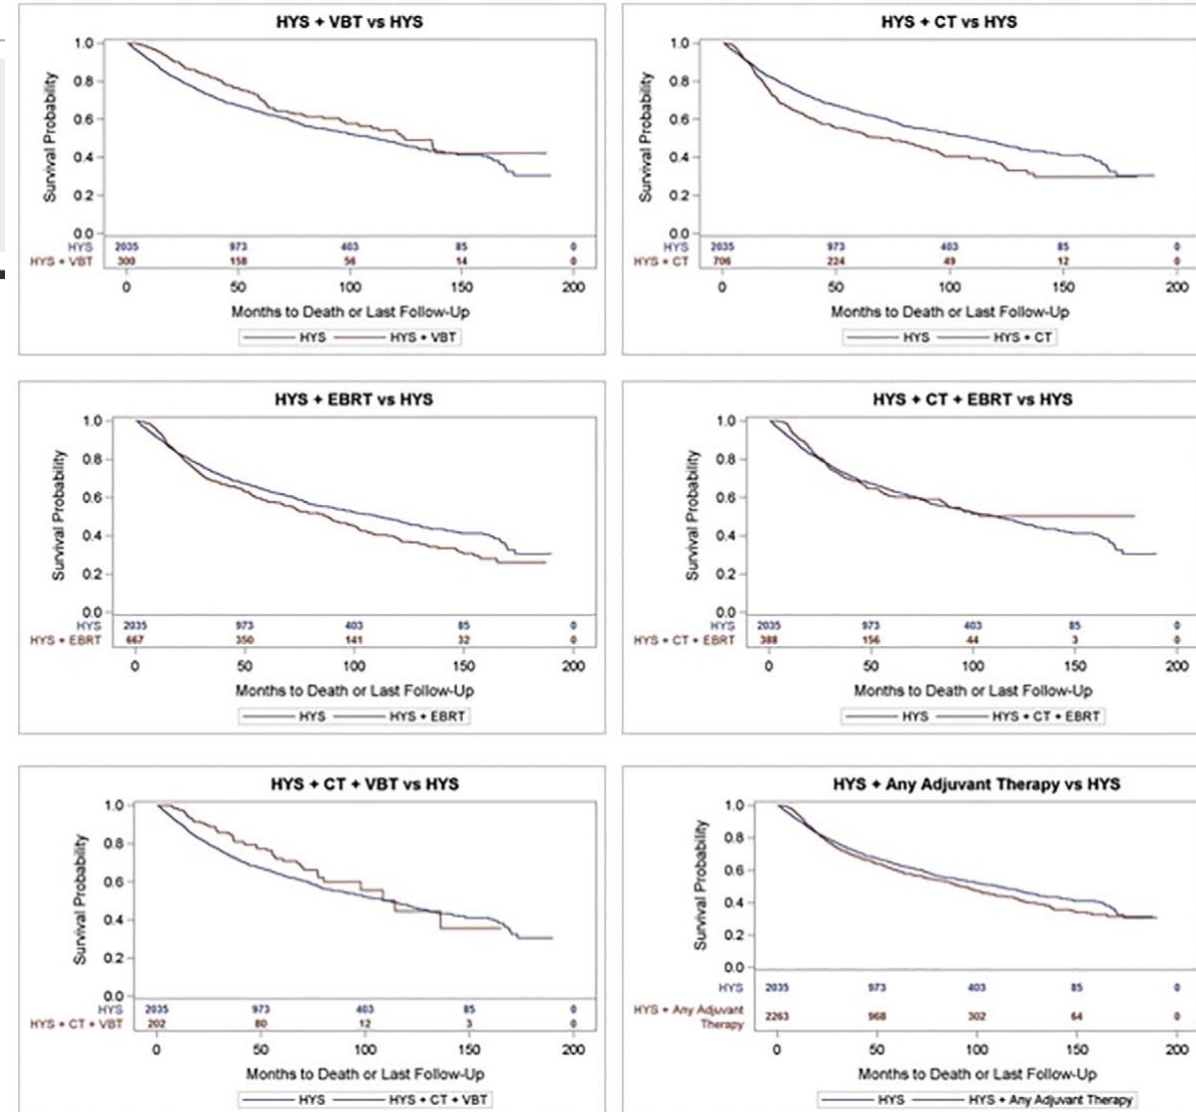 HYS + VBT vs HYS
Survival Probability
1.0
0.8
0.6
0.4
0.2
0.0
HYS 2035 973 403 85 0
HYS + VBT 300 158 56 14 0
0 50 100 150 200
Months to Death or Last Follow-Up
HYS HYS + VBT
HYS + CT vs HYS
Survival Probability
1.0
0.8
0.6
0.4
0.2
0.0
HYS 2035 973 403 85 0
HYS + CT 706 224 49 12 0
0 50 100 150 200
Months to Death or Last Follow-Up
HYS HYS + CT
HYS + EBRT vs HYS
Survival Probability
1.0
0.8
0.6
0.4
0.2
0.0
HYS 2035 973 403 85 0
HYS + EBRT 667 350 141 32 0
0 50 100 150 200
Months to Death or Last Follow-Up
HYS HYS + EBRT
HYS + CT + EBRT vs HYS
Survival Probability
1.0
0.8
0.6
0.4
0.2
0.0
HYS 2035 973 403 85 0
HYS + CT + EBRT 388 156 44 3 0
0 50 100 150 200
Months to Death or Last Follow-Up
HYS HYS + CT + EBRT
HYS + CT + VBT vs HYS
Survival Probability
1.0
0.8
0.6
0.4
0.2
0.0
HYS 2035 973 403 85 0
HYS + CT + VBT 202 80 12 3 0
0 50 100 150 200
Months to Death or Last Follow-Up
HYS HYS + CT + VBT
HYS + Any Adjuvant Therapy vs HYS
Survival Probability
1.0
0.8
0.6
0.4
0.2
0.0
HYS 2035 973 403 85 0
HYS + Any Adjuvant
Therapy 2263 968 302 64 0
0 50 100 150 200
Months to Death or Last Follow-Up
HYS HYS + Any Adjuvant Therapy